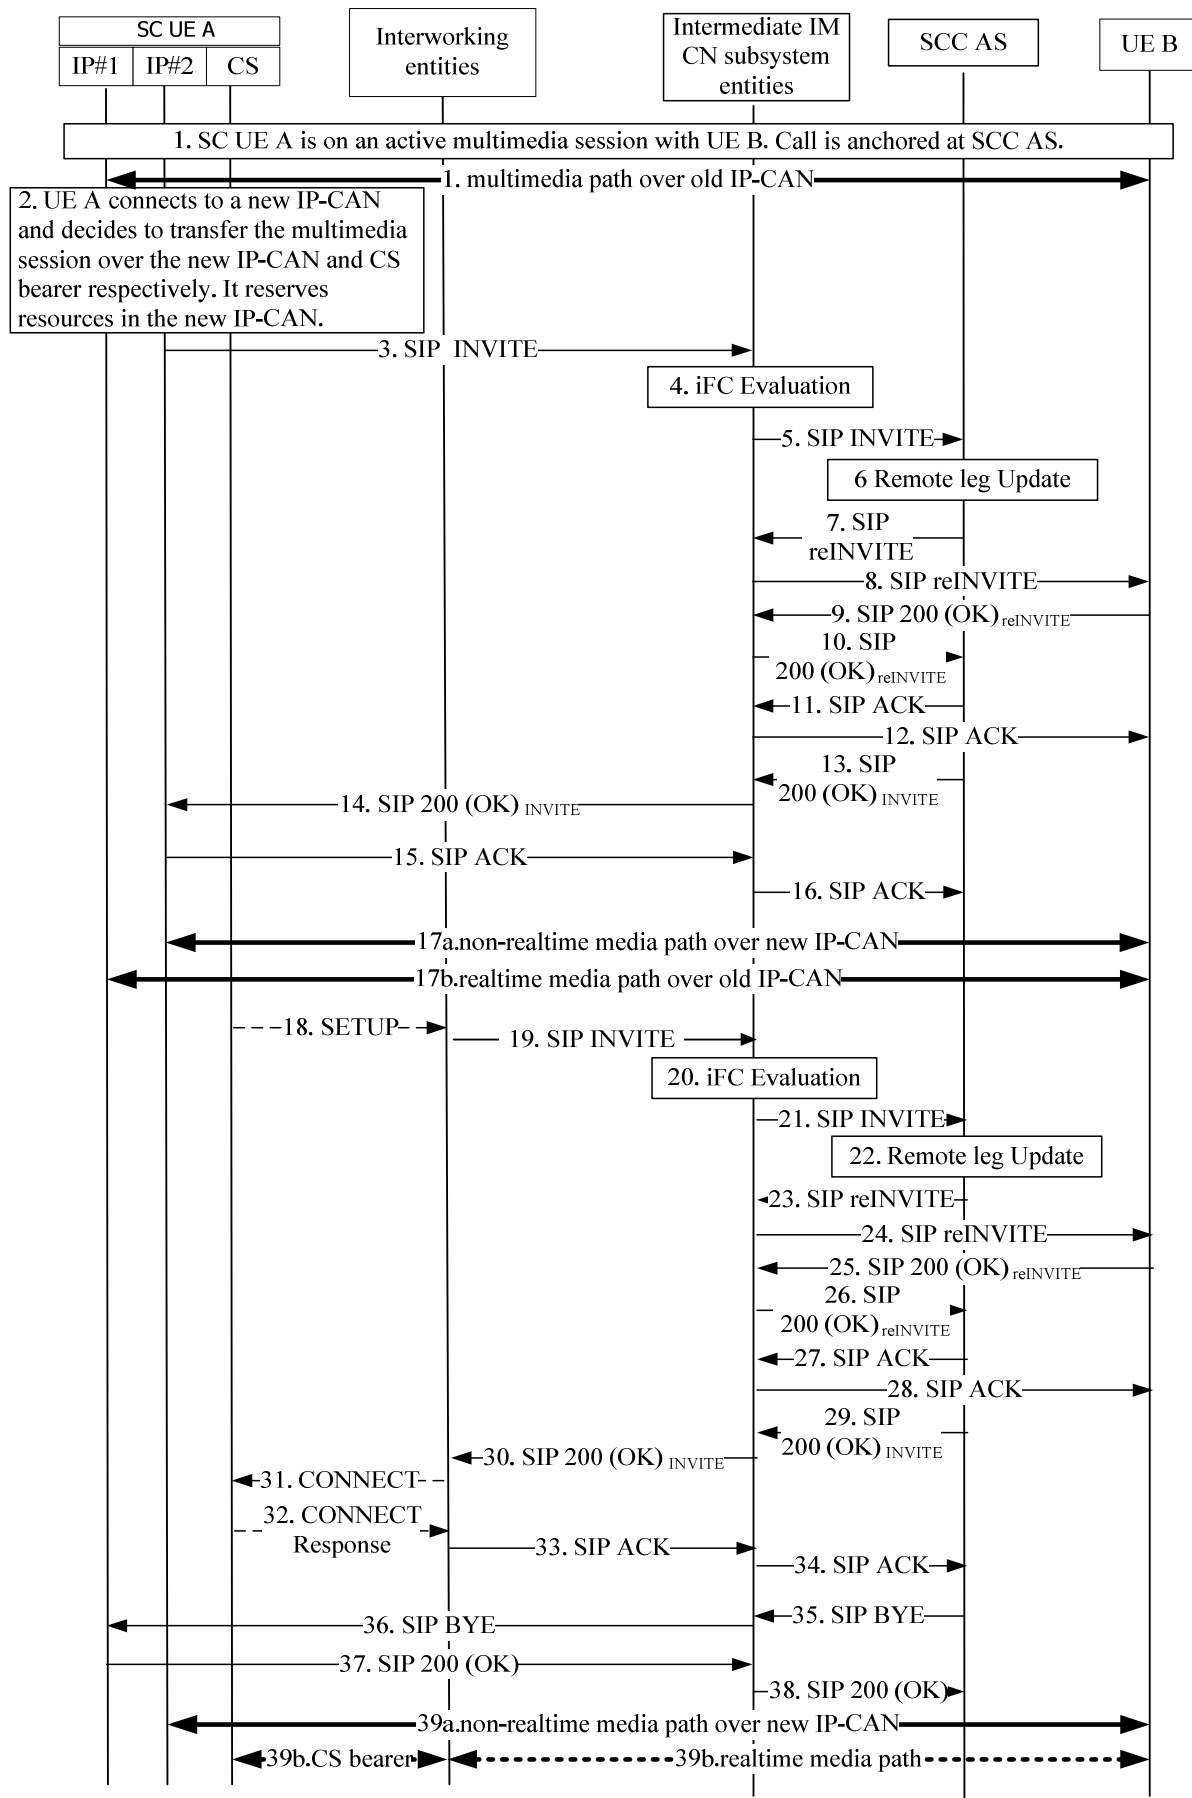 SC UE A
IP#1
IP#2
CS
Interworking
entities
Intermediate IM
CN subsystem
entities
SCC AS
UE B
1. SC UE A is on an active multimedia session with UE B. Call is anchored at SCC AS.
1. multimedia path over old IP-CAN
2. UE A connects to a new IP-CAN
and decides to transfer the multimedia
session over the new IP-CAN and CS
bearer respectively. It reserves
resources in the new IP-CAN.
3. SIP INVITE
4. iFC Evaluation
5. SIP INVITE
6 Remote leg Update
7. SIP
reINVITE
8. SIP reINVITE
9. SIP 200 (OK) reINVITE
10. SIP
200 (OK) reINVITE
11. SIP ACK
12. SIP ACK
13. SIP
200 (OK) INVITE
14. SIP 200 (OK) INVITE
15. SIP ACK
16. SIP ACK
17a.non-realtime media path over new IP-CAN
17b.realtime media path over old IP-CAN
18. SETUP
19. SIP INVITE
20. iFC Evaluation
21. SIP INVITE
22. Remote leg Update
23. SIP reINVITE
24. SIP reINVITE
25. SIP 200 (OK) reINVITE
26. SIP
200 (OK) reINVITE
27. SIP ACK
28. SIP ACK
29. SIP
200 (OK) INVITE
30. SIP 200 (OK) INVITE
31. CONNECT
32. CONNECT
Response
33. SIP ACK
34. SIP ACK
35. SIP BYE
36. SIP BYE
37. SIP 200 (OK)
38. SIP 200 (OK)
39a.non-realtime media path over new IP-CAN
39b.CS bearer
39b.realtime media path